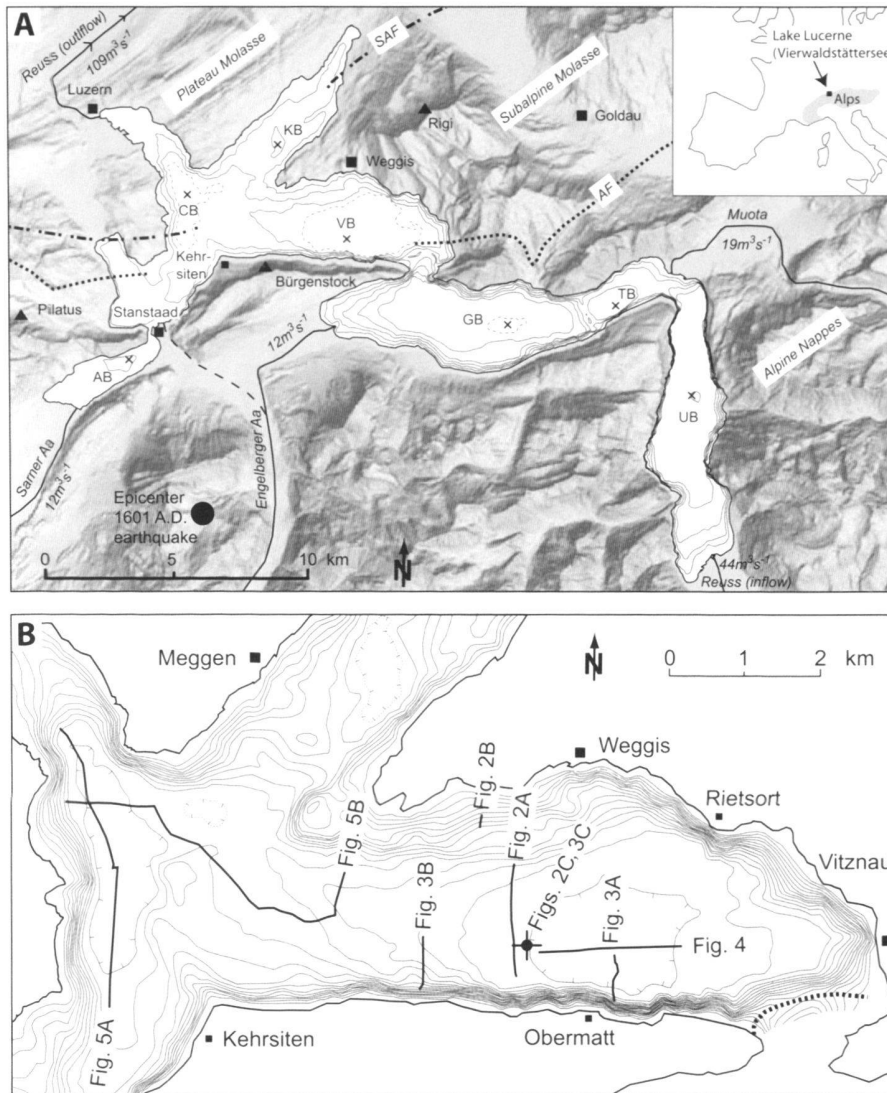 A
Reuss (outlflow)
109m³s⁻¹
Luzern
Plateau Molasse
SAF
Subalpine Molasse
Lake Lucerne
(Vierwaldstättersee
Alps
KB
Rigi
Goldau
Weggis
CB
VB
AF
Muota
19m³s⁻¹
Kehr-
siten
Bürgenstock
Pilatus
Stanstaad
12m³s⁻¹
GB
TB
Alpine Nappes
AB
UB
Sarner Aa
12m³s⁻¹
Engelberger Aa
Epicenter
1601 A.D.
earthquake
0 5 10 km
N
44m³s⁻¹
Reuss (inflow)
B
Meggen
N
0 1 2 km
Weggis
Fig. 2B
Rietsort
Fig. 2A
Fig. 5B
Figs. 2C, 3C
Vitznau
Fig. 3B
Fig. 3A
Fig. 4
Fig. 5A
Kehrsiten
Obermatt